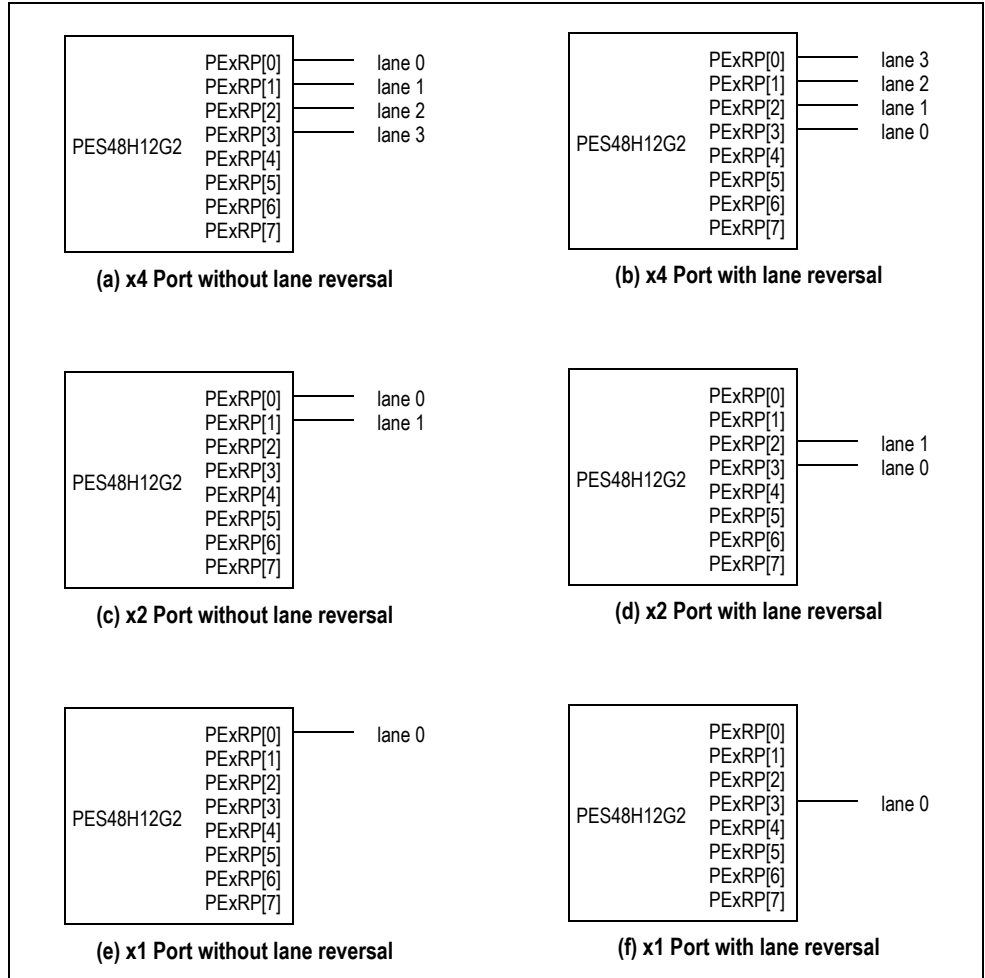 PES48H12G2
PExRP[0] lane 0
PExRP[1] lane 1
PExRP[2] lane 2
PExRP[3] lane 3
PExRP[4]
PExRP[5]
PExRP[6]
PExRP[7]
(a) x4 Port without lane reversal
PES48H12G2
PExRP[0] lane 3
PExRP[1] lane 2
PExRP[2] lane 1
PExRP[3] lane 0
PExRP[4]
PExRP[5]
PExRP[6]
PExRP[7]
(b) x4 Port with lane reversal
PES48H12G2
PExRP[0] lane 0
PExRP[1] lane 1
PExRP[2]
PExRP[3]
PExRP[4]
PExRP[5]
PExRP[6]
PExRP[7]
(c) x2 Port without lane reversal
PES48H12G2
PExRP[0]
PExRP[1]
PExRP[2] lane 1
PExRP[3] lane 0
PExRP[4]
PExRP[5]
PExRP[6]
PExRP[7]
(d) x2 Port with lane reversal
PES48H12G2
PExRP[0] lane 0
PExRP[1]
PExRP[2]
PExRP[3]
PExRP[4]
PExRP[5]
PExRP[6]
PExRP[7]
(e) x1 Port without lane reversal
PES48H12G2
PExRP[0]
PExRP[1]
PExRP[2]
PExRP[3] lane 0
PExRP[4]
PExRP[5]
PExRP[6]
PExRP[7]
(f) x1 Port with lane reversal